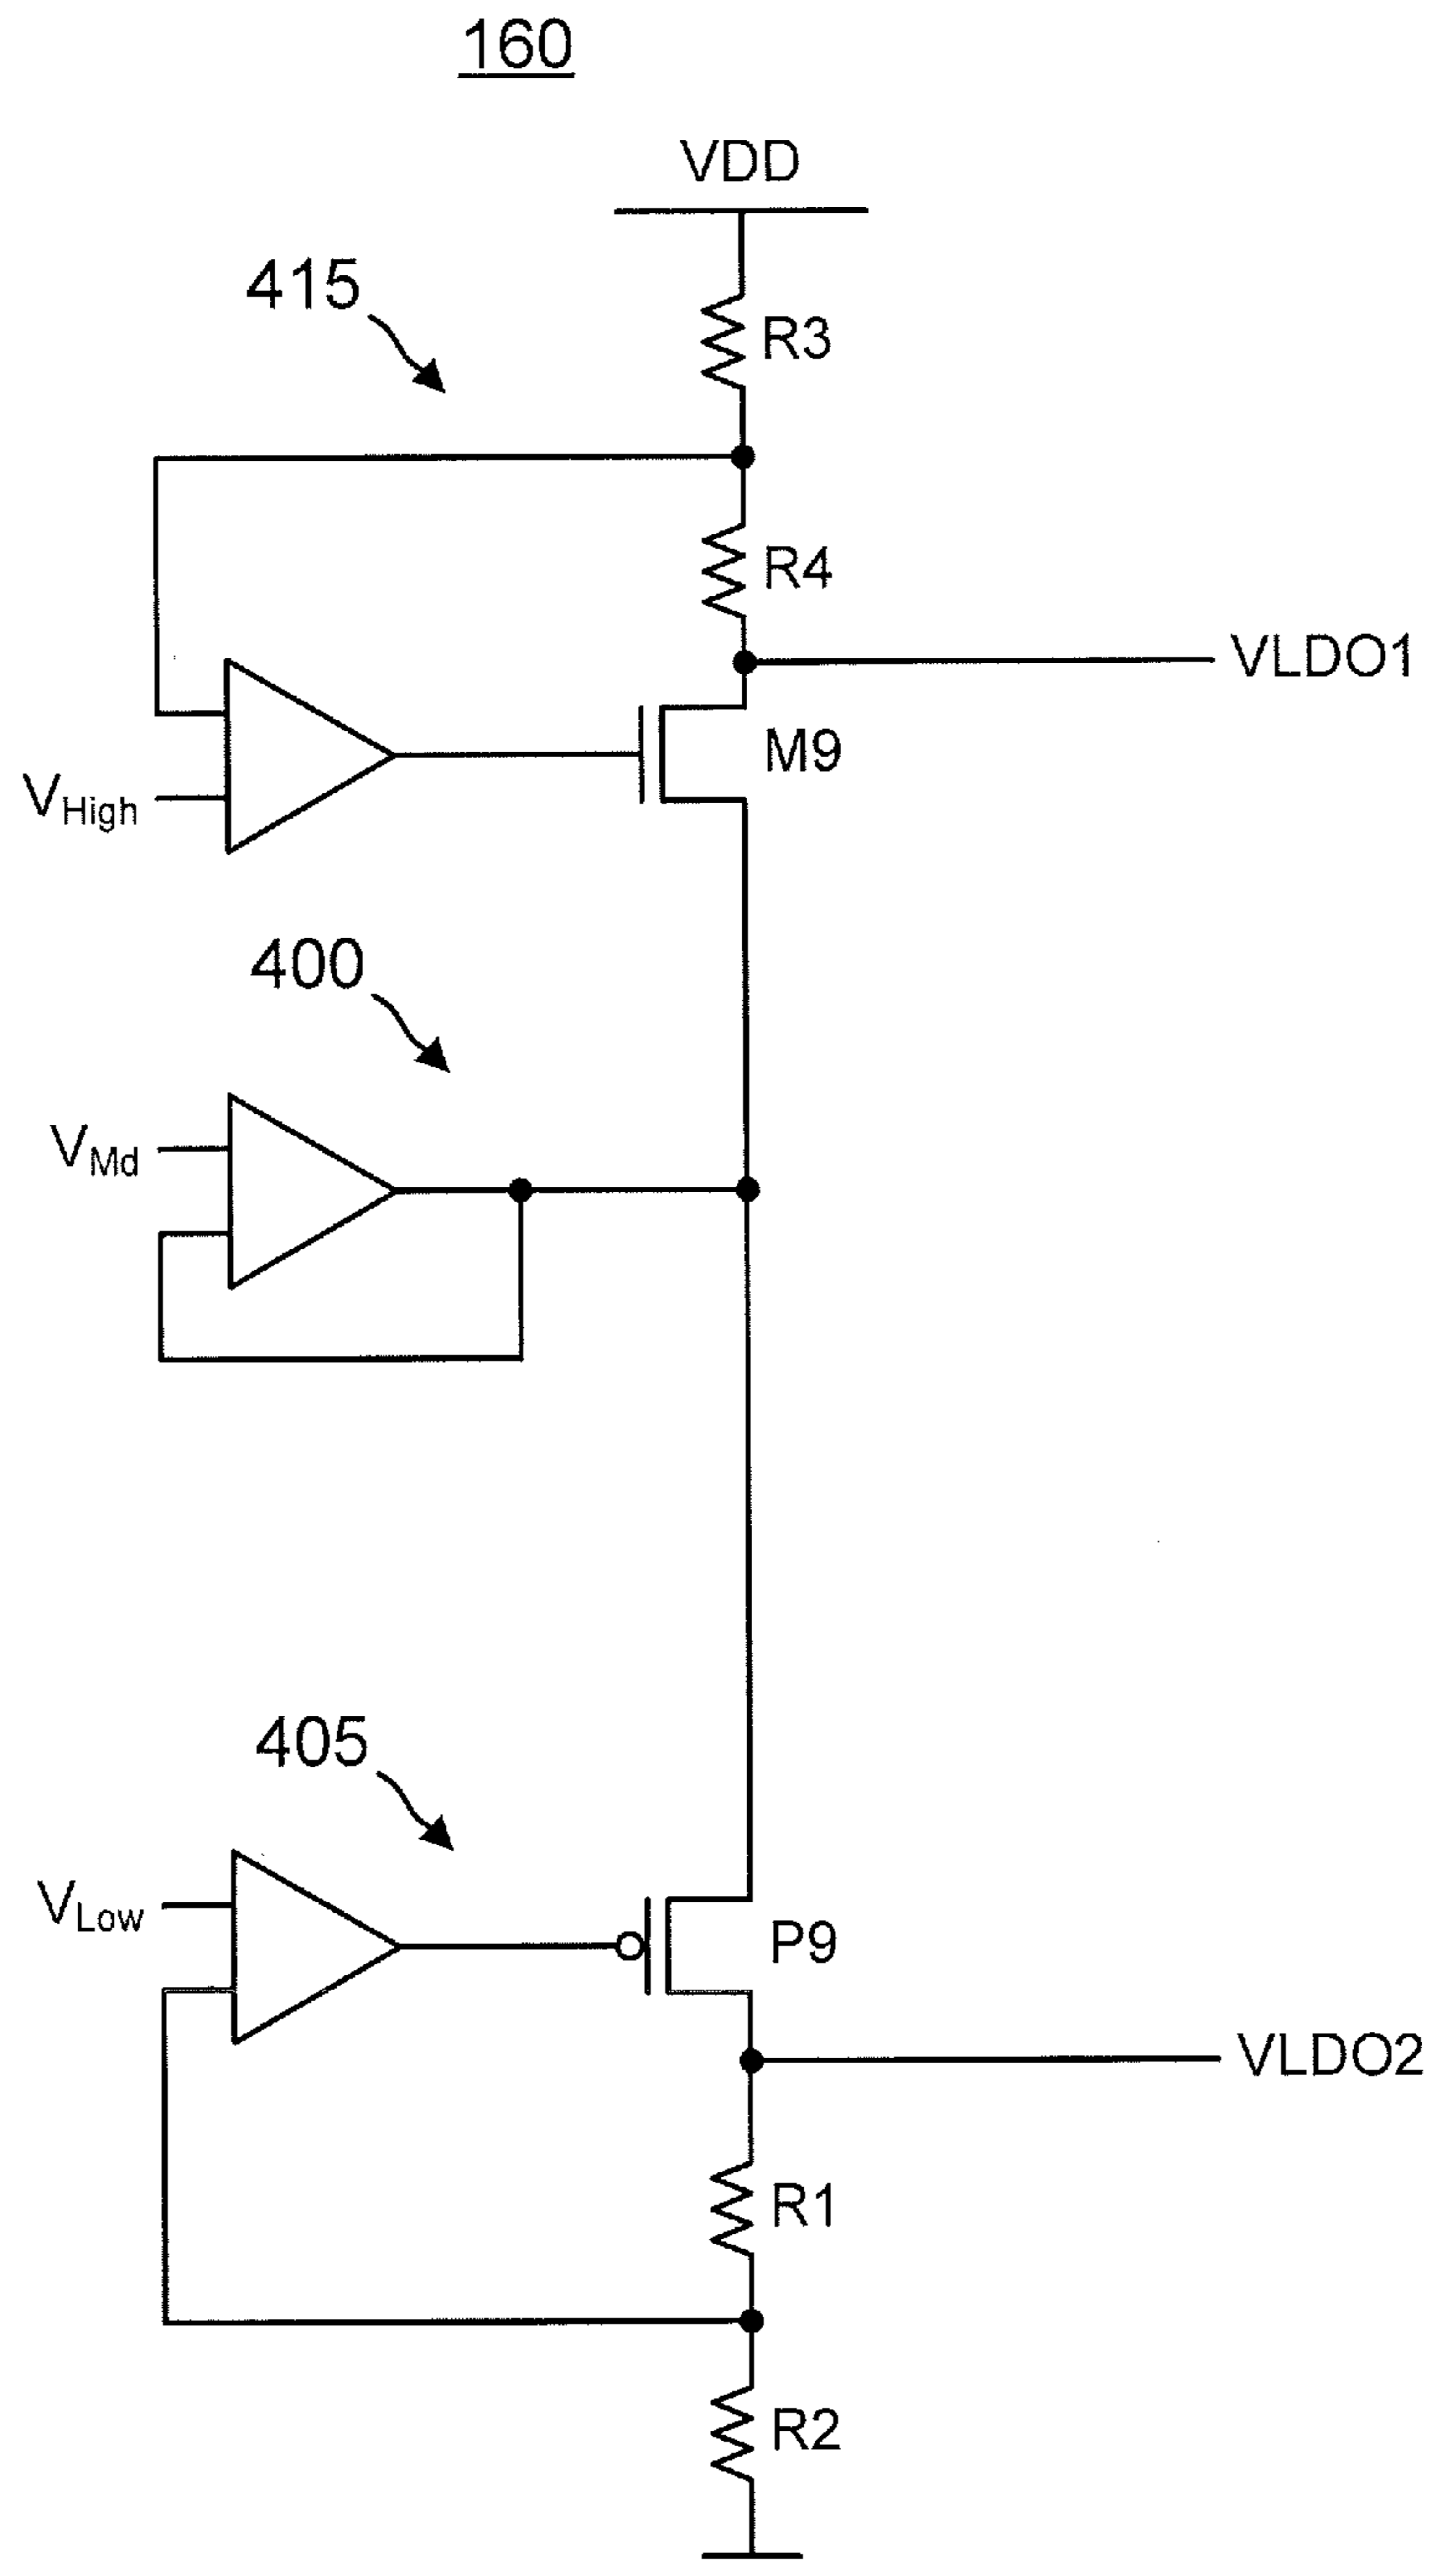 160
VDD
415
R3
R4
VLDO1
M9
VHigh
400
VMd
405
VLow
P9
VLDO2
R1
R2